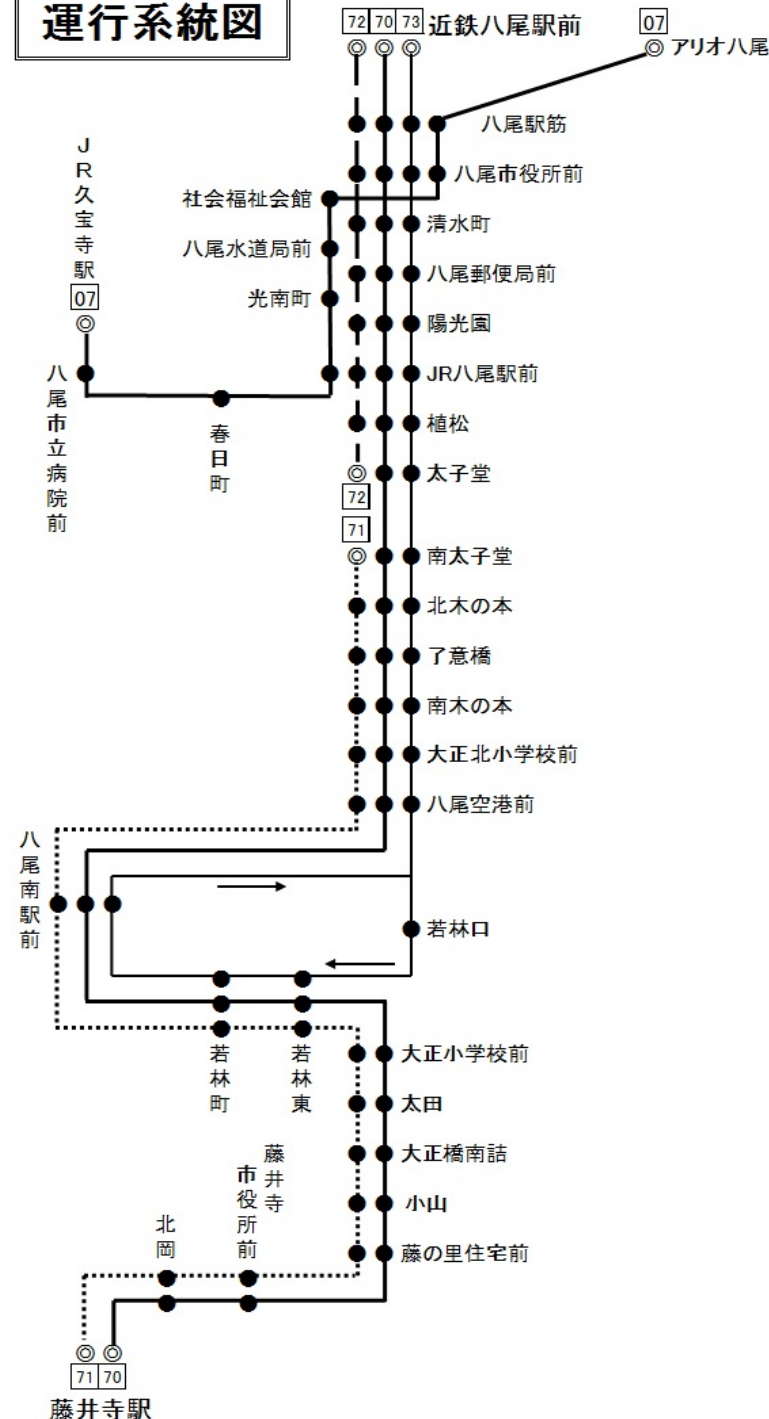 運行系統図
72 70 73 近鉄八尾駅前
07
アリオ八尾
八尾駅筋
八尾市役所前
JR久宝寺駅
07
社会福祉会館
清水町
八尾水道局前
八尾郵便局前
光南町
陽光園
八尾市立病院前
JR八尾駅前
春日町
植松
太子堂
72
71
南太子堂
北木の本
了意橋
南木の本
大正北小学校前
八尾空港前
八尾南駅前
若林口
若林町
若林東
大正小学校前
太田
大正橋南詰
藤井寺
市役所前
小山
北岡
藤の里住宅前
71 70
藤井寺駅